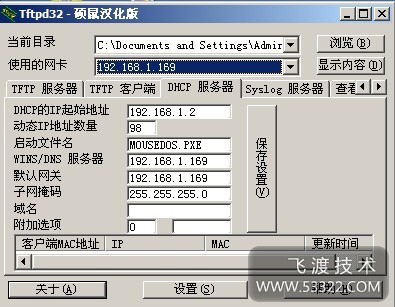 Tftpd32 - 硕鼠汉化版
当前目录 C:\Documents and Settings\Admir 浏览(B)
使用的网卡 192.168.1.169 显示内容(D)
TFTP 服务器 TFTP 客户端 DHCP 服务器 Syslog 服务器 查看
DHCP的IP起始地址 192.168.1.2
动态IP地址数量 98
启动文件名 MOUSEDOS.PXE
WINS/DNS 服务器 192.168.1.169
默认网关 192.168.1.169
子网掩码 255.255.255.0
域名
附加选项 0
保存设置(V)
客户端MAC地址 IP MAC 更新时间
飞渡技术
www.53322.com
关于(A) 设置(S)